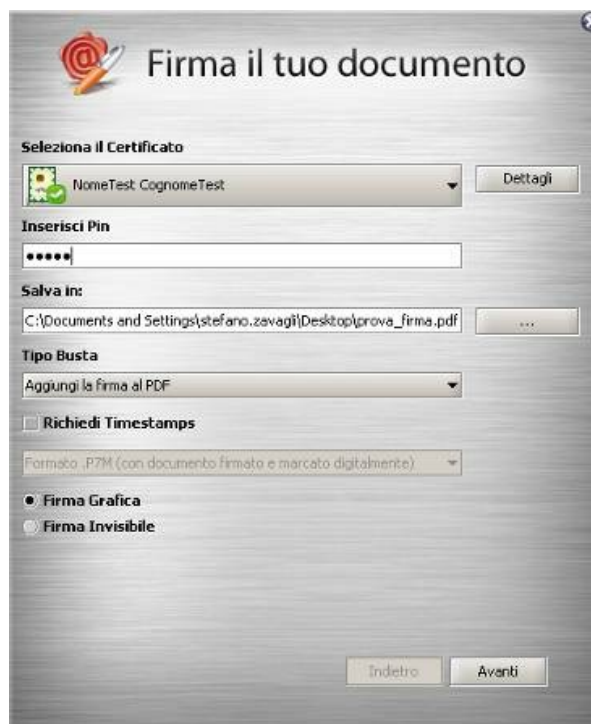 Firma il tuo documento
Seleziona il Certificato
NomeTest CognomeTest
Dettagli
Inserisci Pin
•••••
Salva in:
C:\Documents and Settings\stefano.zavagli\Desktop\prova_firma.pdf
...
Tipo Busta
Aggiungi la firma al PDF
Richiedi Timestamps
Formato .P7M (con documento firmato e marcato digitalmente)
Firma Grafica
Firma Invisibile
Indietro
Avanti